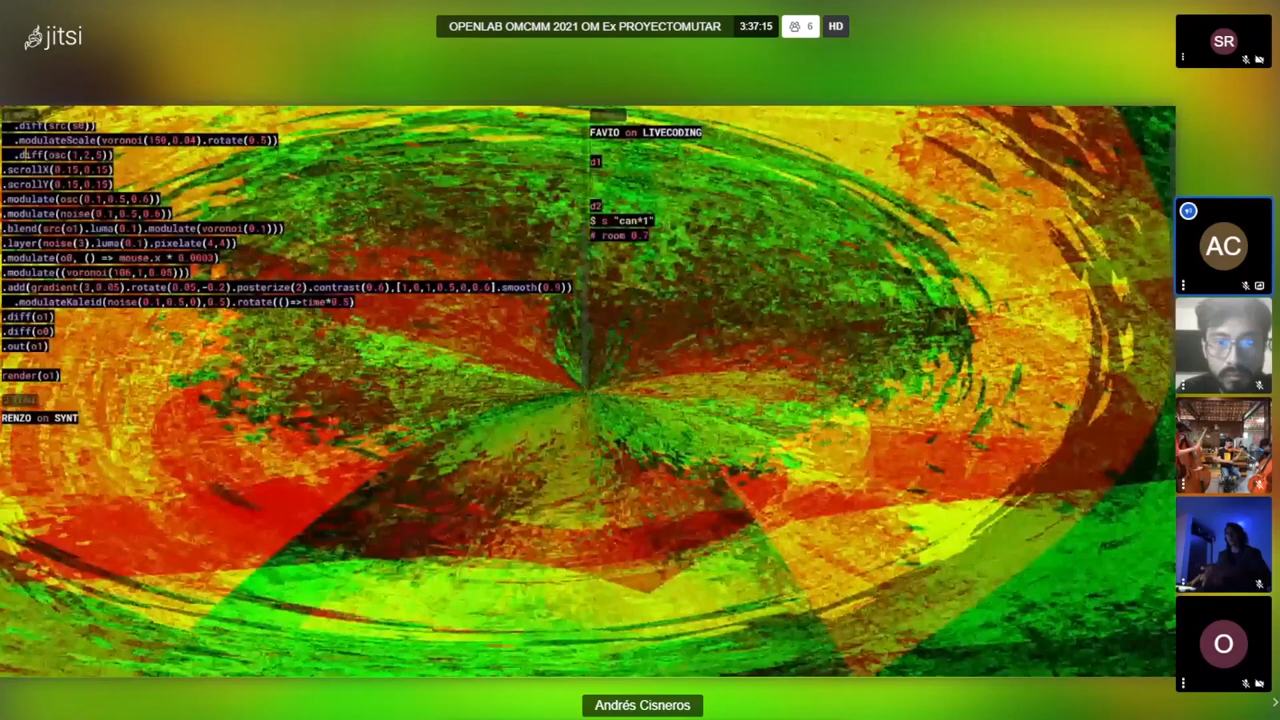 jitsi
OPENLAB OMCMM 2021 OM Ex PROYECTOMUTAR
3:37:15
6
HD
SR
.diff(src(s0))
.modulateScale(voronoi(150,0.04).rotate(0.5))
.diff(osc(1,2,5))
.scrollX(0.15,0.15)
.scrollY(0.15,0.15)
.modulate(osc(0.1,0.5,0.6))
.modulate(noise(0.1,0.5,0.6))
.blend(src(o1).luma(0.1).modulate(voronoi(0.1)))
.layer(noise(3).luma(0.1).pixelate(4,4))
.modulate(o0, () => mouse.x * 0.0003)
.modulate((voronoi(106,1,0.05)))
.add(gradient(3,0.05).rotate(0.05,-0.2).posterize(2).contrast(0.6),[1,0,1,0.5,0,0.6].smooth(0.9))
.modulateKaleid(noise(0.1,0.5,0),0.5).rotate(()=>time*0.5)
.diff(o1)
.diff(o0)
.out(o1)
render(o1)
RENZO on SYNT
FAVIO on LIVECODING
d1
d2
$ s "can*1"
# room 0.7
AC
O
Andrés Cisneros